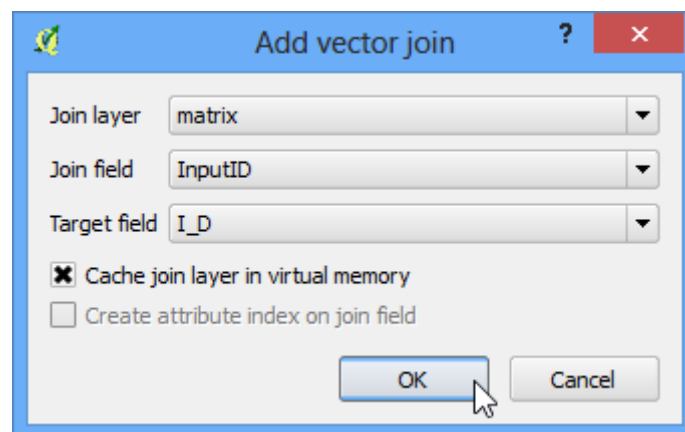 Add vector join ?
Join layer matrix
Join field InputID
Target field I_D
Cache join layer in virtual memory
Create attribute index on join field
OK Cancel